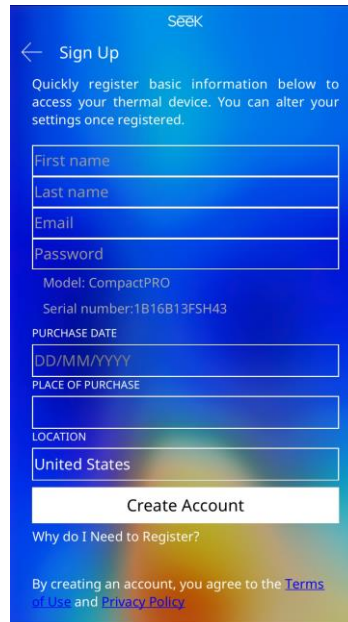 Seek
Sign Up
Quickly register basic information below to
access your thermal device. You can alter your
settings once registered.
First name
Last name
Email
Password
Model: CompactPRO
Serial number:1B16B13FSH43
PURCHASE DATE
DD/MM/YYYY
PLACE OF PURCHASE
LOCATION
United States
Create Account
Why do I Need to Register?
By creating an account, you agree to the Terms
of Use and Privacy Policy